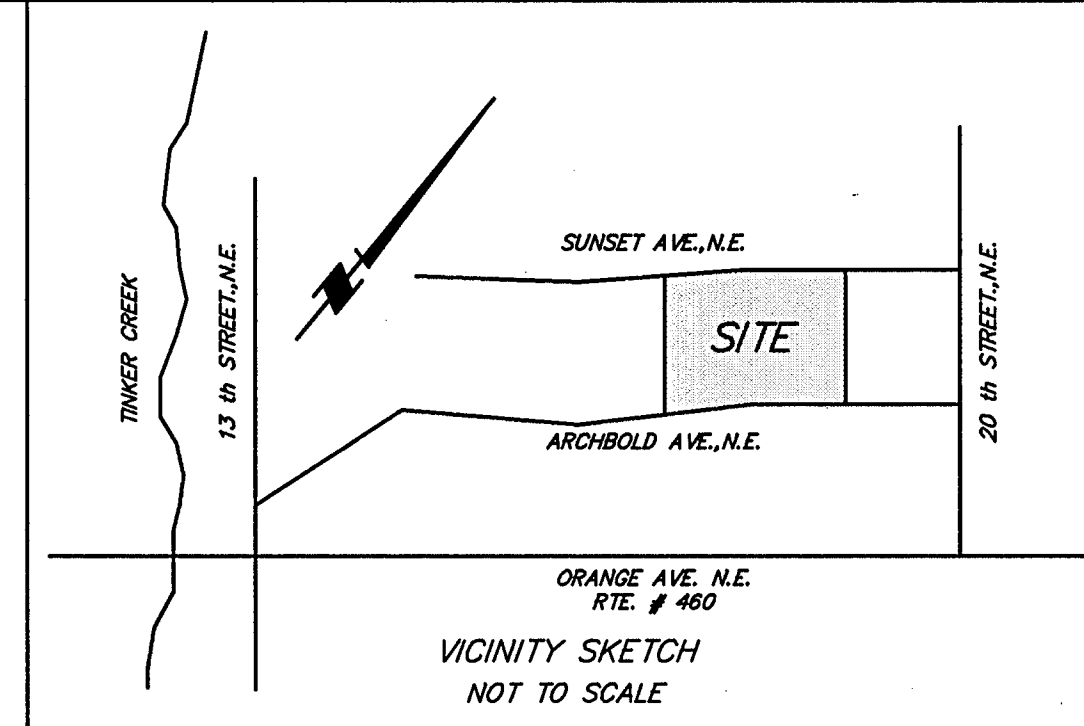 SUNSET AVE.,N.E.
TINKER CREEK
13 th STREET.,N.E.
SITE
20 th STREET.,N.E.
ARCHBOLD AVE.,N.E.
ORANGE AVE. N.E.
RTE. # 460
VICINITY SKETCH
NOT TO SCALE